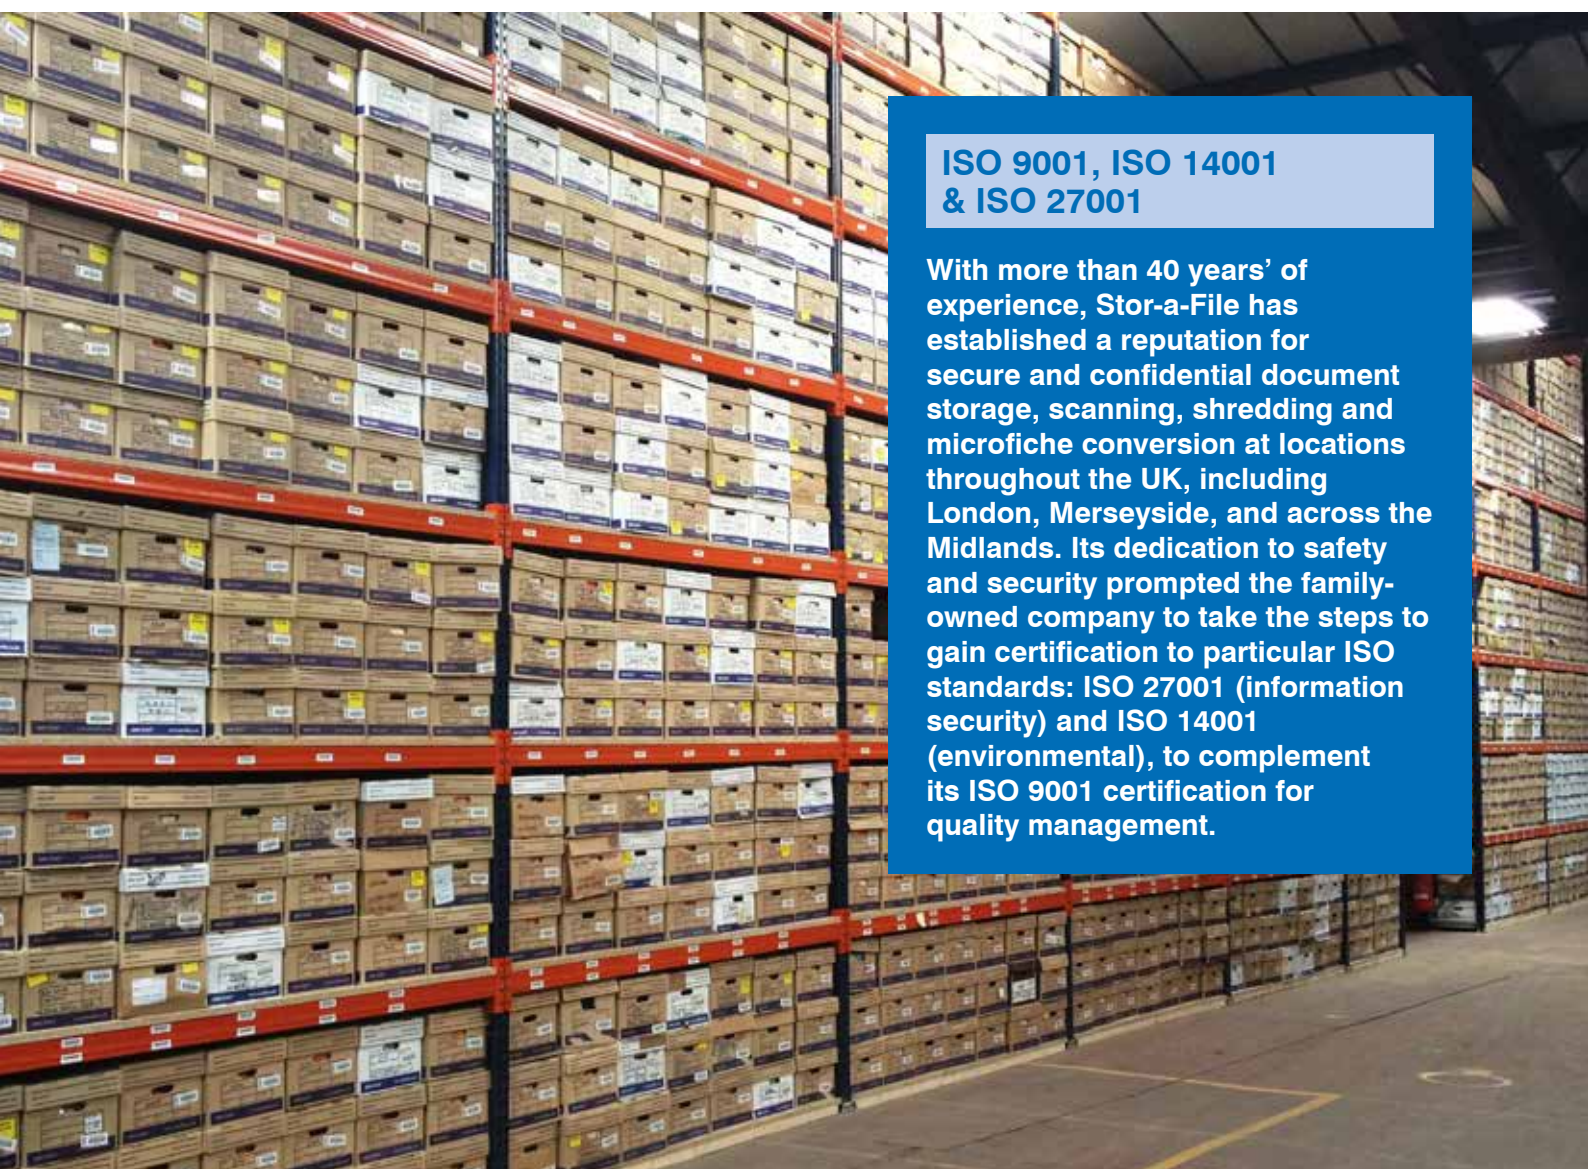 ISO 9001, ISO 14001
& ISO 27001
With more than 40 years’ of
experience, Stor-a-File has
established a reputation for
secure and confidential document
storage, scanning, shredding and
microfiche conversion at locations
throughout the UK, including
London, Merseyside, and across the
Midlands. Its dedication to safety
and security prompted the family-
owned company to take the steps to
gain certification to particular ISO
standards: ISO 27001 (information
security) and ISO 14001
(environmental), to complement
its ISO 9001 certification for
quality management.